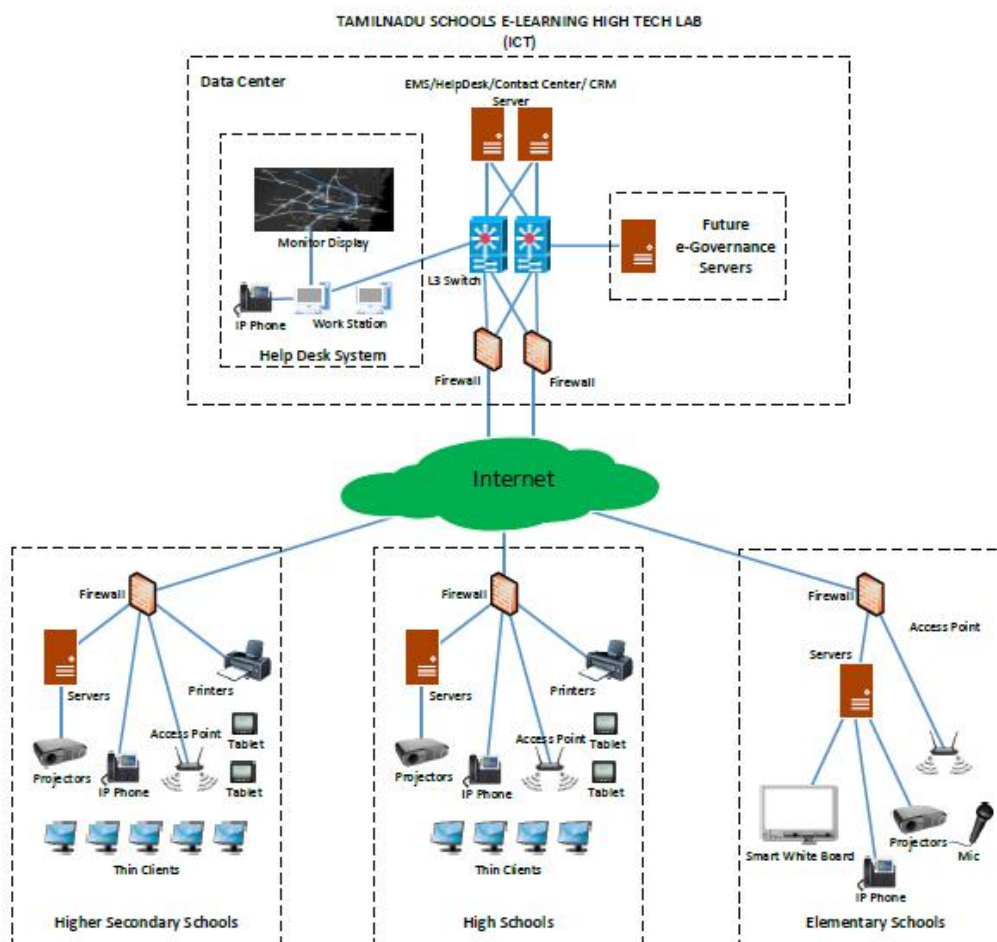 TAMILNADU SCHOOLS E-LEARNING HIGH TECH LAB
(ICT)
Data Center
EMS/HelpDesk/Contact Center/ CRM
Server
Monitor Display
Future
e-Governance
Servers
L3 Switch
IP Phone
Work Station
Help Desk System
Firewall
Firewall
Internet
Firewall
Servers
Printers
Access Point
Tablet
Projectors
IP Phone
Tablet
Thin Clients
Higher Secondary Schools
Firewall
Servers
Printers
Access Point
Tablet
Projectors
IP Phone
Tablet
Thin Clients
High Schools
Firewall
Access Point
Servers
Smart White Board
Projectors
Mic
IP Phone
Elementary Schools